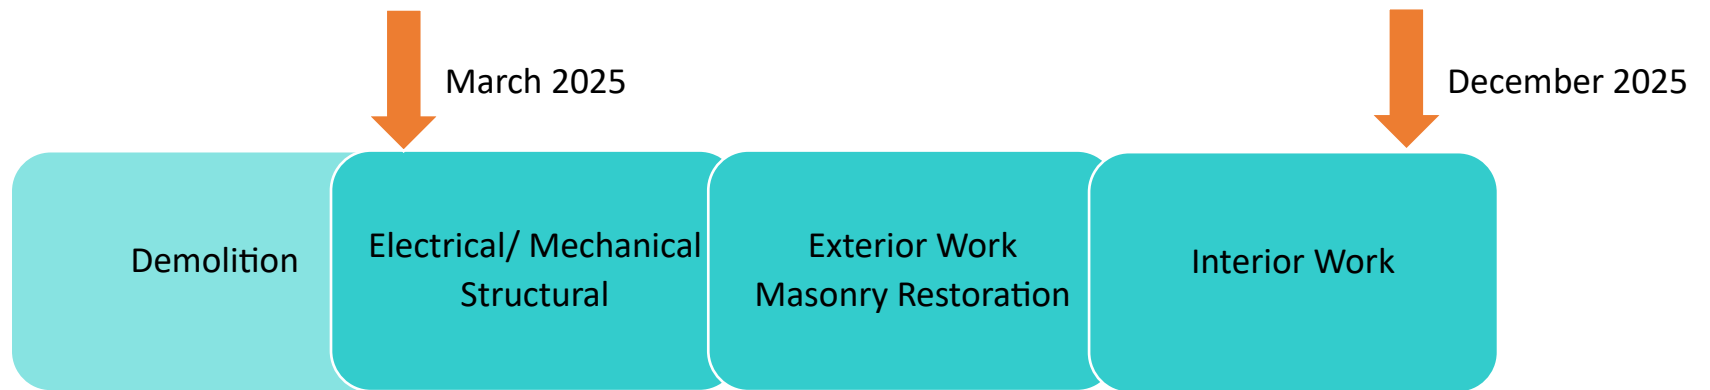 March 2025
December 2025
Demolition
Electrical/ Mechanical
Structural
Exterior Work
Masonry Restoration
Interior Work